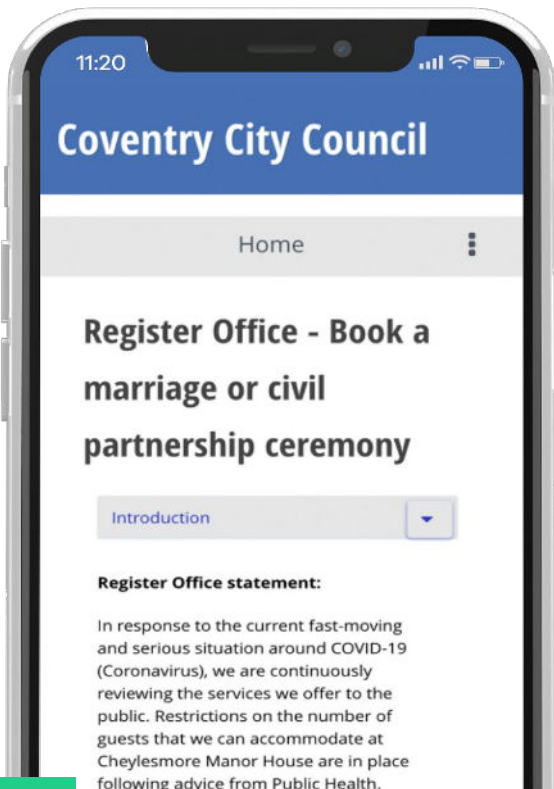 11:20
Coventry City Council
Home
Register Office - Book a
marriage or civil
partnership ceremony
Introduction
Register Office statement:
In response to the current fast-moving
and serious situation around COVID-19
(Coronavirus), we are continuously
reviewing the services we offer to the
public. Restrictions on the number of
guests that we can accommodate at
Cheylesmore Manor House are in place
following advice from Public Health.